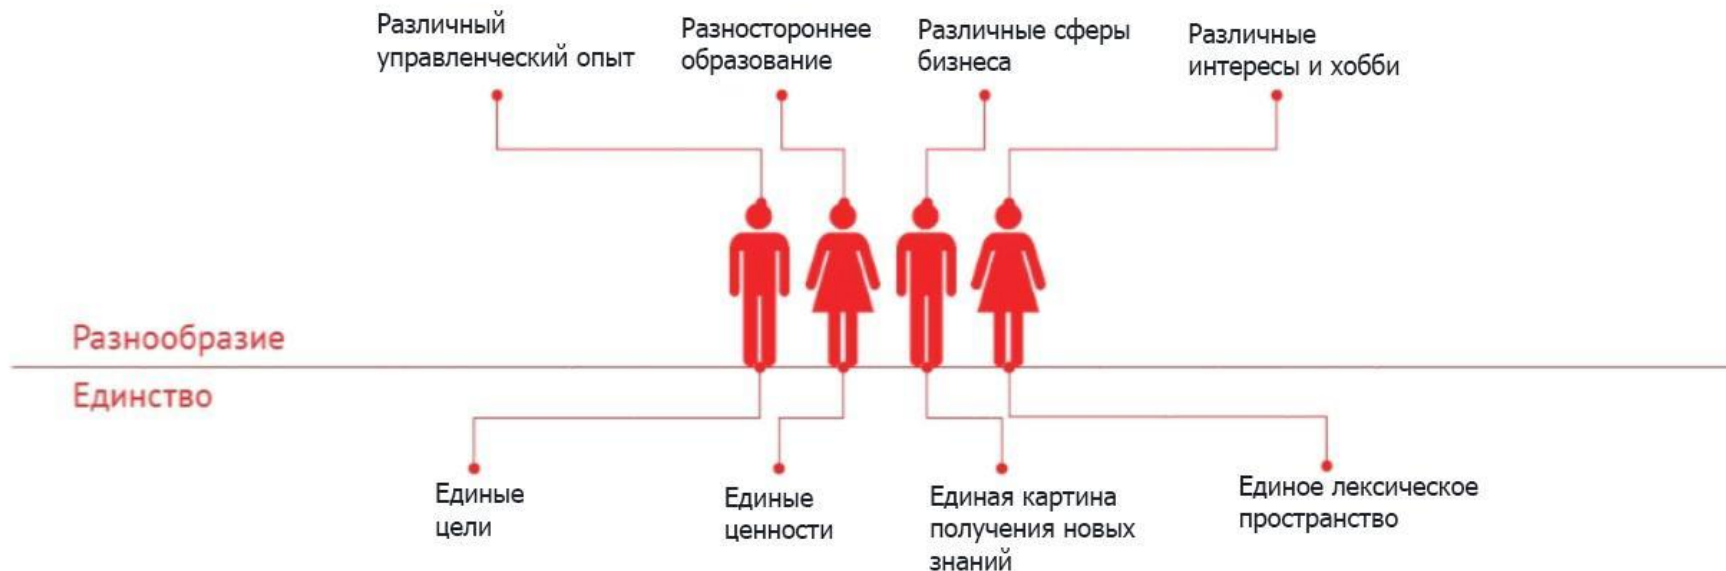 Различный
управленческий опыт
Разностороннее
образование
Различные сферы
бизнеса
Различные
интересы и хобби
Разнообразие
Единство
Единые
цели
Единые
ценности
Единая картина
получения новых
знаний
Единое лексическое
пространство